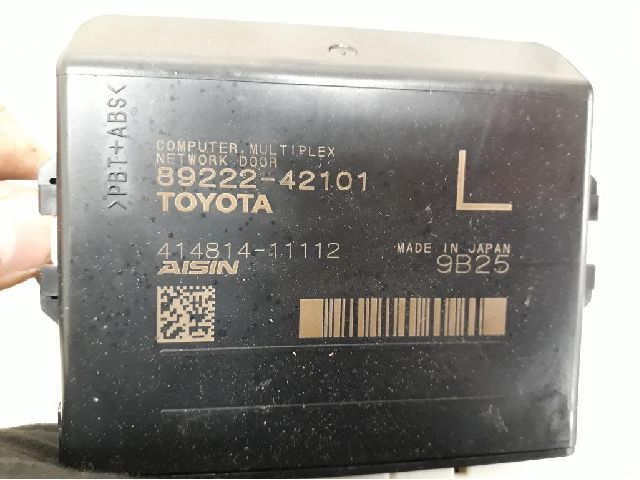 >PBT+ABS<
COMPUTER, MULTIPLEX
NETWORK DOOR
89222-42101
TOYOTA
L
414814-11112
AISIN
MADE IN JAPAN
9B25